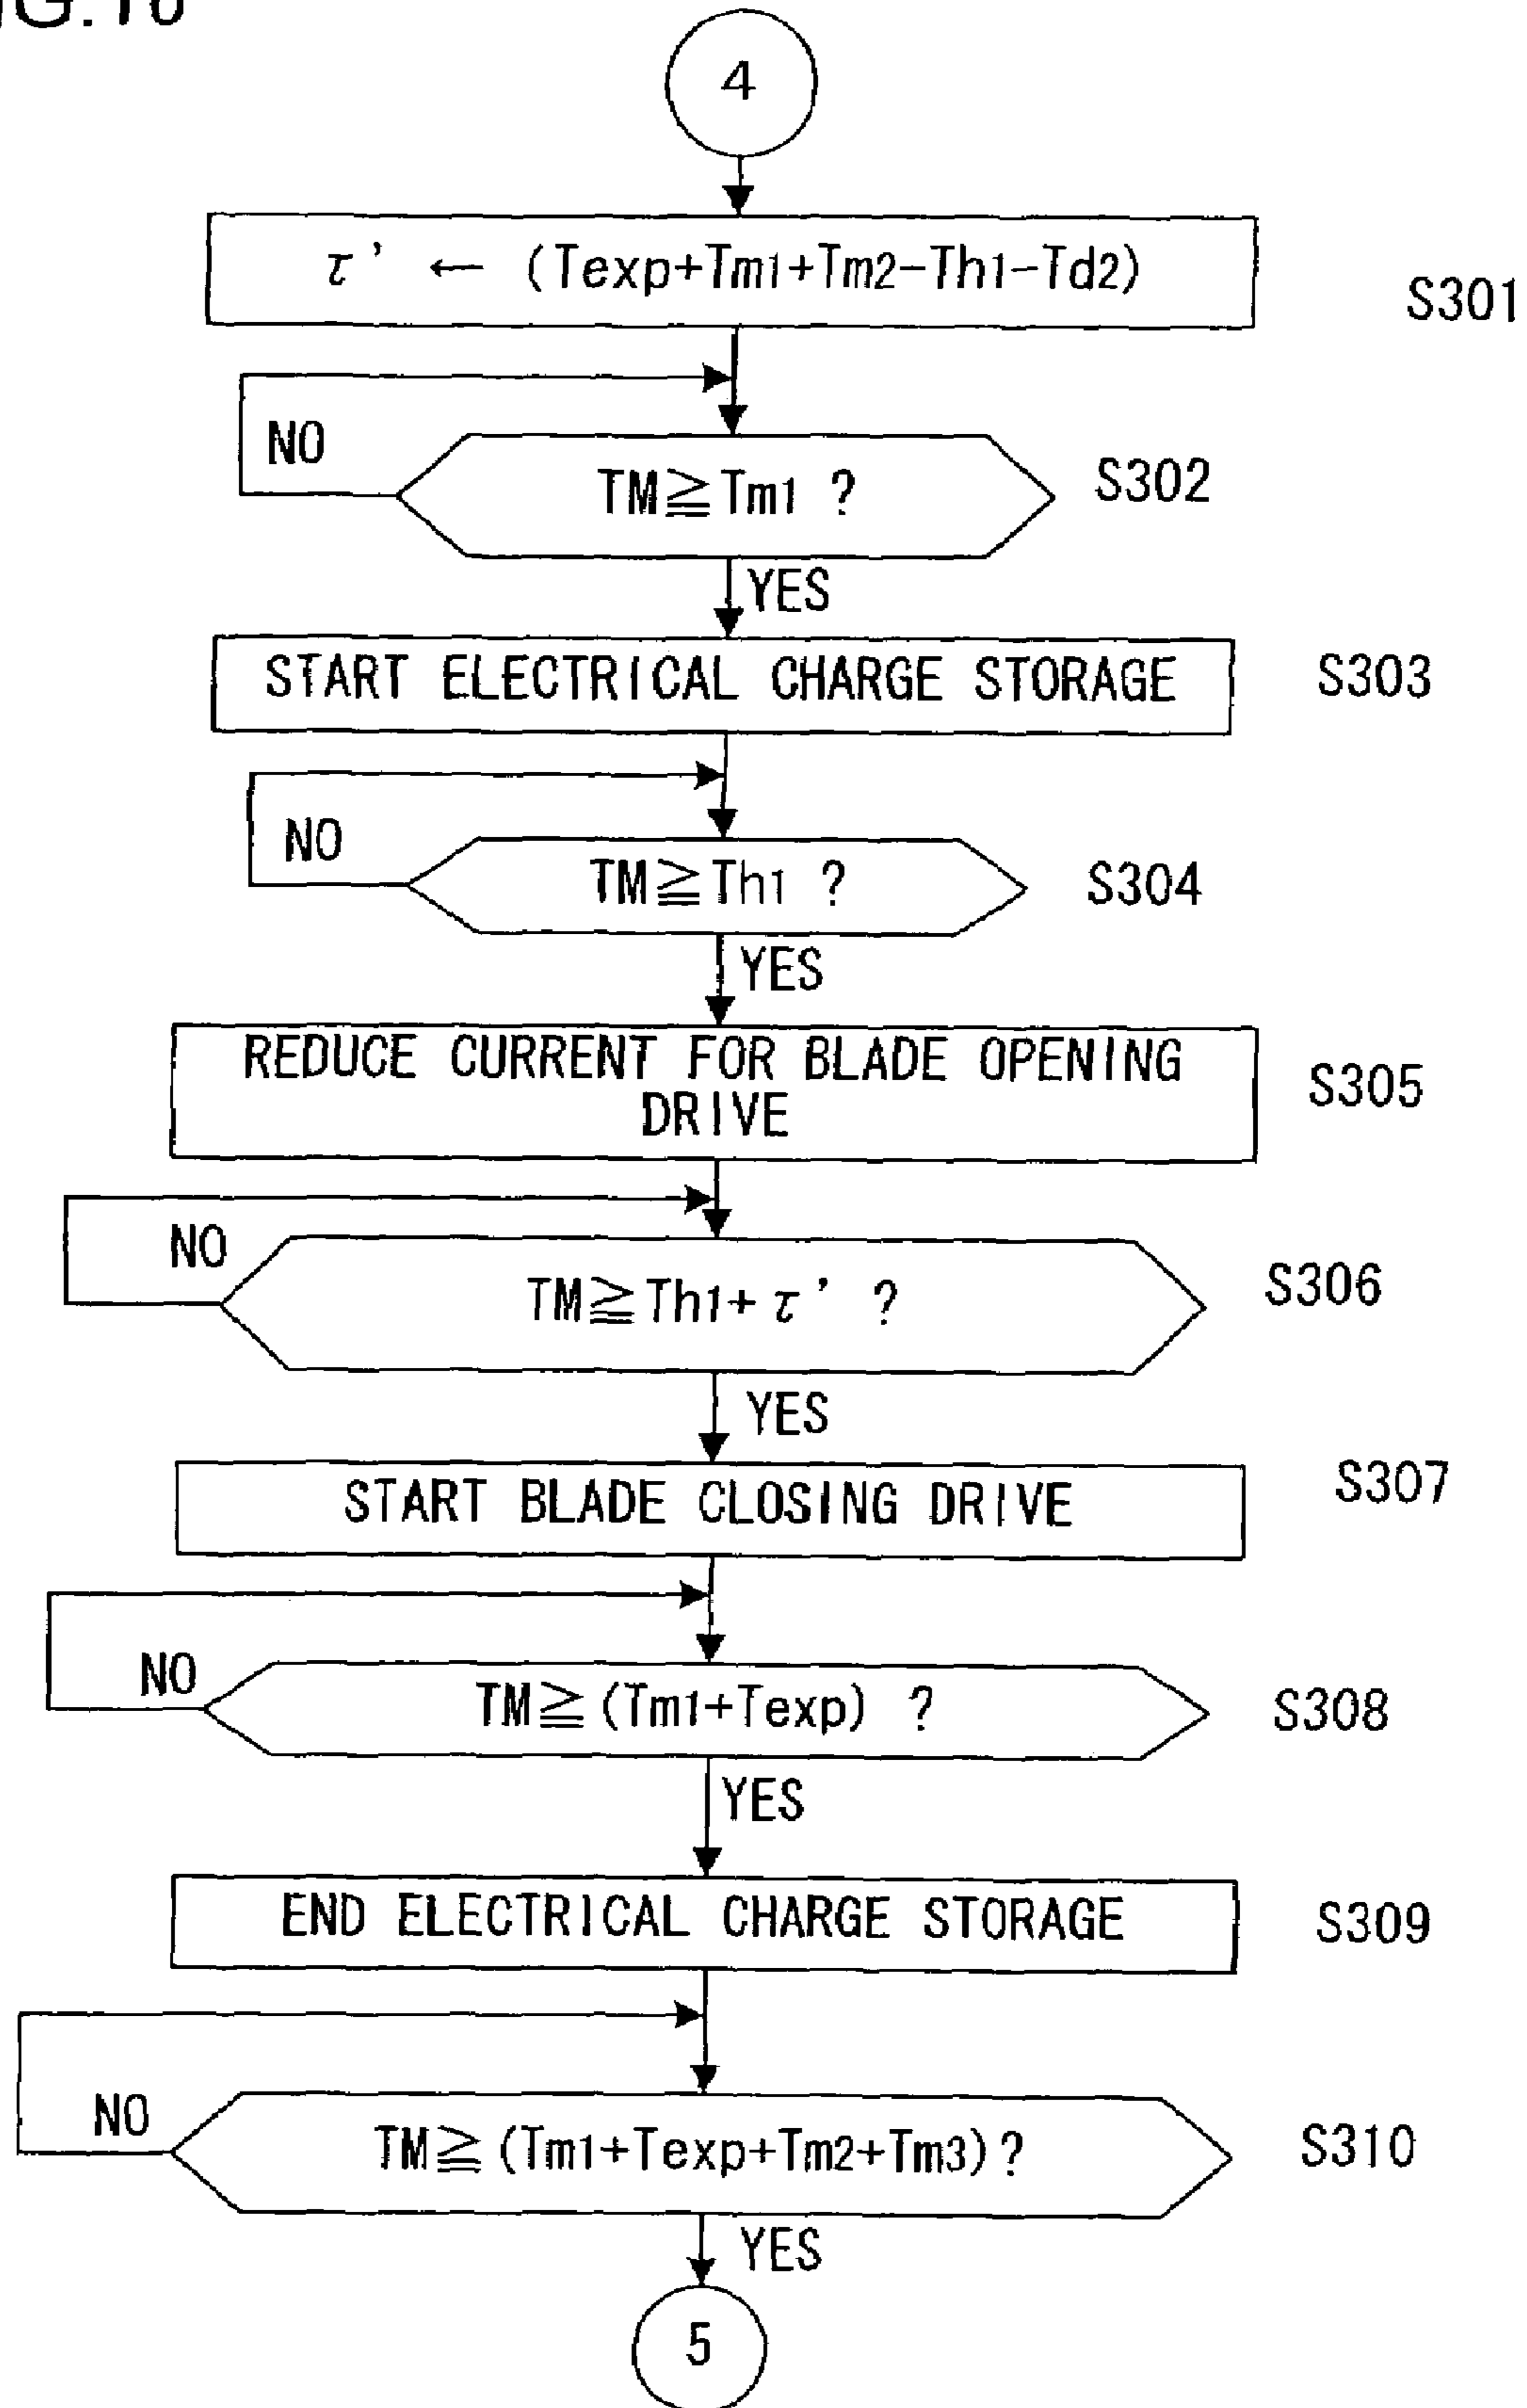 4
τ' ← (Texp+Tm1+Tm2-Th1-Td2)
S301
NO
TM≧Tm1 ?
S302
YES
START ELECTRICAL CHARGE STORAGE
S303
NO
TM≧Th1 ?
S304
YES
REDUCE CURRENT FOR BLADE OPENING
DRIVE
S305
NO
TM≧Th1+τ' ?
S306
YES
START BLADE CLOSING DRIVE
S307
NO
TM≧(Tm1+Texp) ?
S308
YES
END ELECTRICAL CHARGE STORAGE
S309
NO
TM≧(Tm1+Texp+Tm2+Tm3)?
S310
YES
5